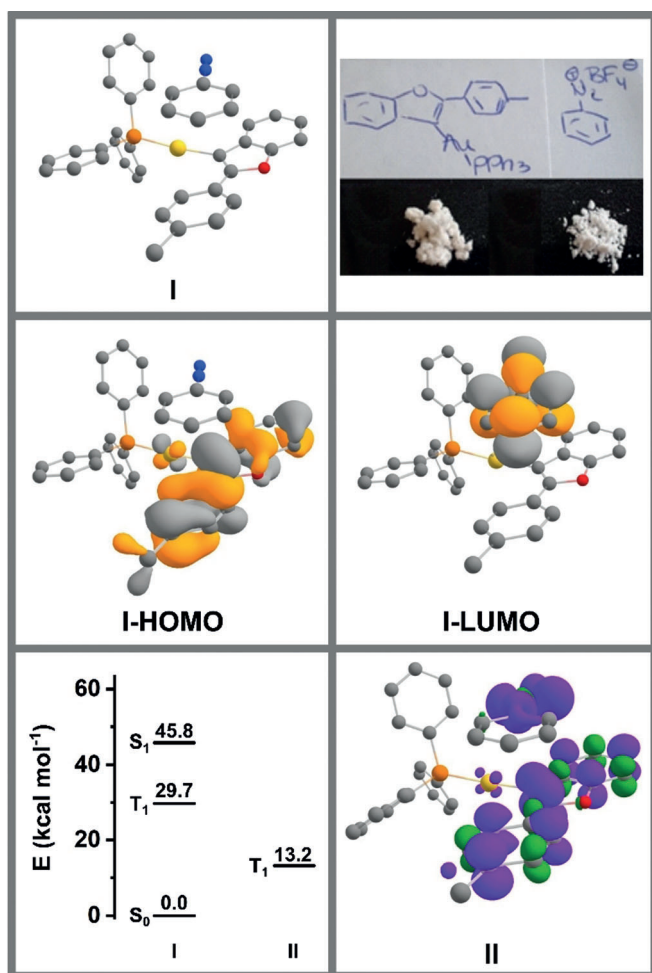 O
⊕ BF₄⊖
N₂
Au
PPh₃
I
I-HOMO
I-LUMO
E (kcal mol⁻¹)
60
S₁ 45.8
40
T₁ 29.7
20
T₁ 13.2
S₀ 0.0
0
I II
II